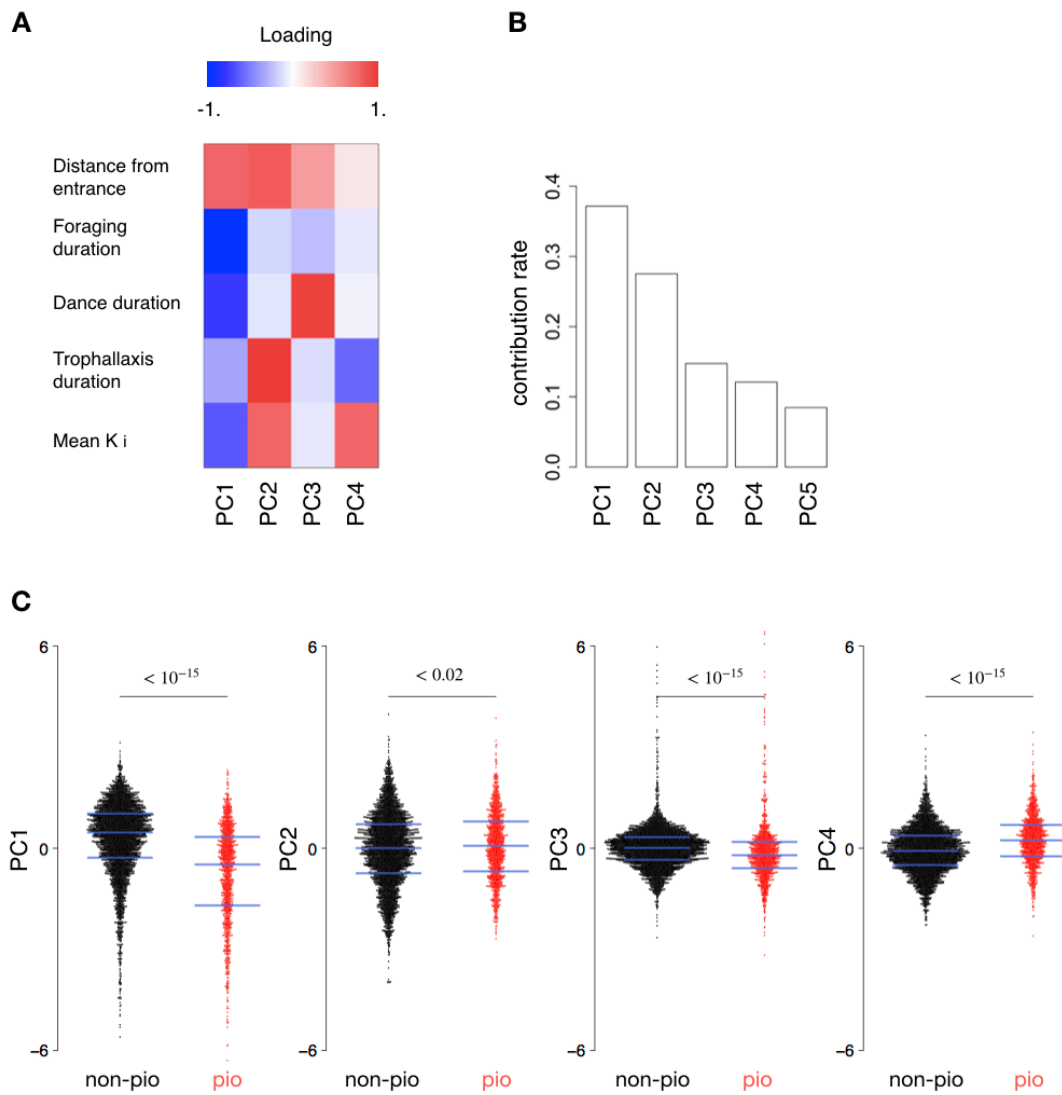 A
Loading
-1.
1.
Distance from
entrance
Foraging
duration
Dance duration
Trophallaxis
duration
Mean K i
PC1
PC2
PC3
PC4
B
contribution rate
0.4
0.3
0.2
0.1
0.0
PC1
PC2
PC3
PC4
PC5
C
PC1
6
0
−6
< 10−15
non-pio
pio
PC2
6
0
−6
< 0.02
non-pio
pio
PC3
6
0
−6
< 10−15
non-pio
pio
PC4
6
0
−6
< 10−15
non-pio
pio